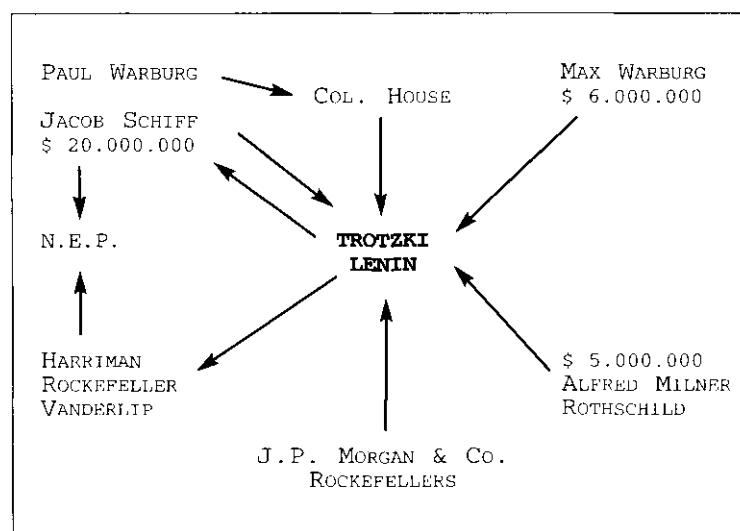 PAUL WARBURG
COL. HOUSE
MAX WARBURG
$ 6.000.000
JACOB SCHIFF
$ 20.000.000
N.E.P.
TROTZKI
LENIN
HARRIMAN
ROCKEFELLER
VANDERLIP
$ 5.000.000
ALFRED MILNER
ROTHSCHILD
J.P. MORGAN & CO.
ROCKEFELLERS